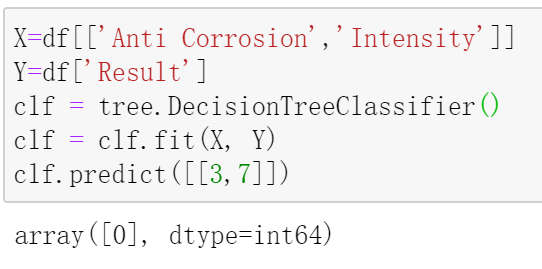 X=df[['Anti Corrosion','Intensity']]
Y=df['Result']
clf = tree.DecisionTreeClassifier()
clf = clf.fit(X, Y)
clf.predict([[3,7]])
array([0], dtype=int64)